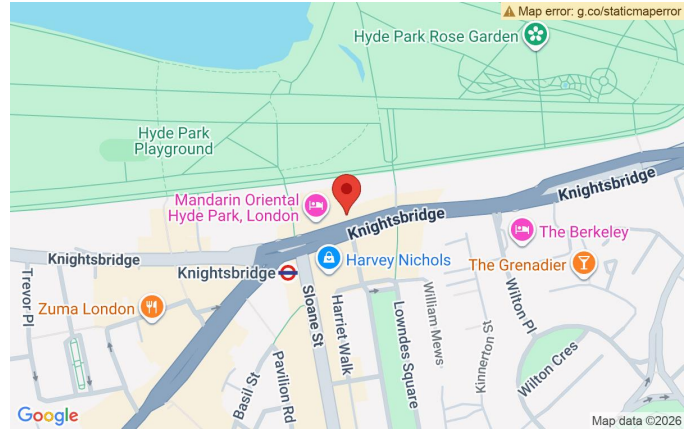 Map error: g.co/staticmaperror
Hyde Park Rose Garden
Hyde Park
Playground
Mandarin Oriental
Hyde Park, London
Knightsbridge
Knightsbridge
Knightsbridge
Knightsbridge
Harvey Nichols
The Berkeley
The Grenadier
Zuma London
Trevor Pl
Sloane St
Harriet Walk
Lowndes Square
William Mews
Kinnerton St
Wilton Pl
Wilton Cres
Basil St
Pavilion Rd
Google
Map data ©2026